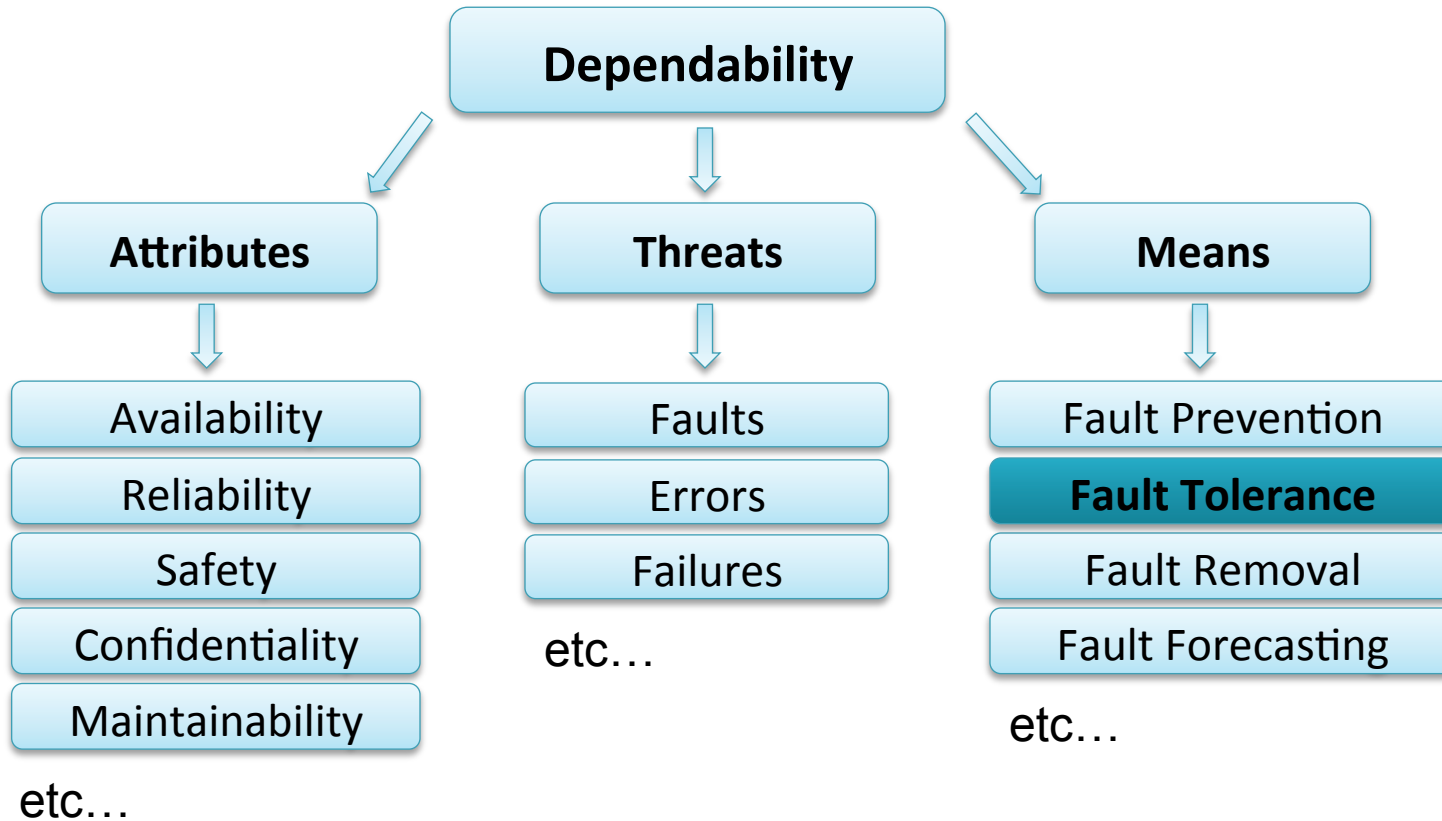 Dependability
Attributes
Threats
Means
Availability
Reliability
Safety
Confidentiality
Maintainability
etc…
Faults
Errors
Failures
etc…
Fault Prevention
Fault Tolerance
Fault Removal
Fault Forecasting
etc…